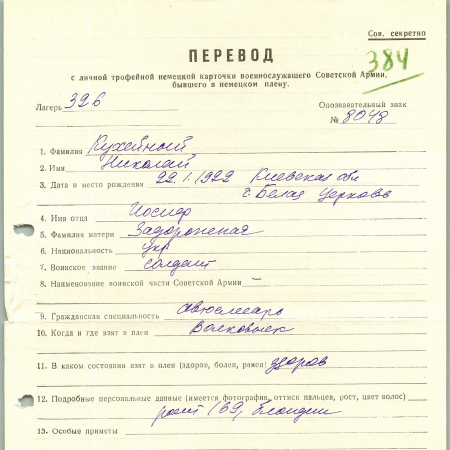 Сов. секретно
ПЕРЕВОД
384
с личной трофейной немецкой карточки военнослужащего Советской Армии,
бывшего в немецком плену.
Лагерь 326
Опознавательный знак
№ 8048
1. Фамилия Кухейный
2. Имя Николай
3. Дата и место рождения 22.1.1922 Киевская обл
г. Белая Церковь
4. Имя отца Иосиф
5. Фамилия матери Задорожная
6. Национальность укр
7. Воинское звание солдат
8. Наименование воинской части Советской Армии –
9. Гражданская специальность автослесарь
10. Когда и где взят в плен Волковыск
11. В каком состоянии взят в плен (здоров, болен, ранен) здоров
12. Подробные персональные данные (имеется фотография, оттиск пальцев, рост, цвет волос)
рост 169, блондин
13. Особые приметы